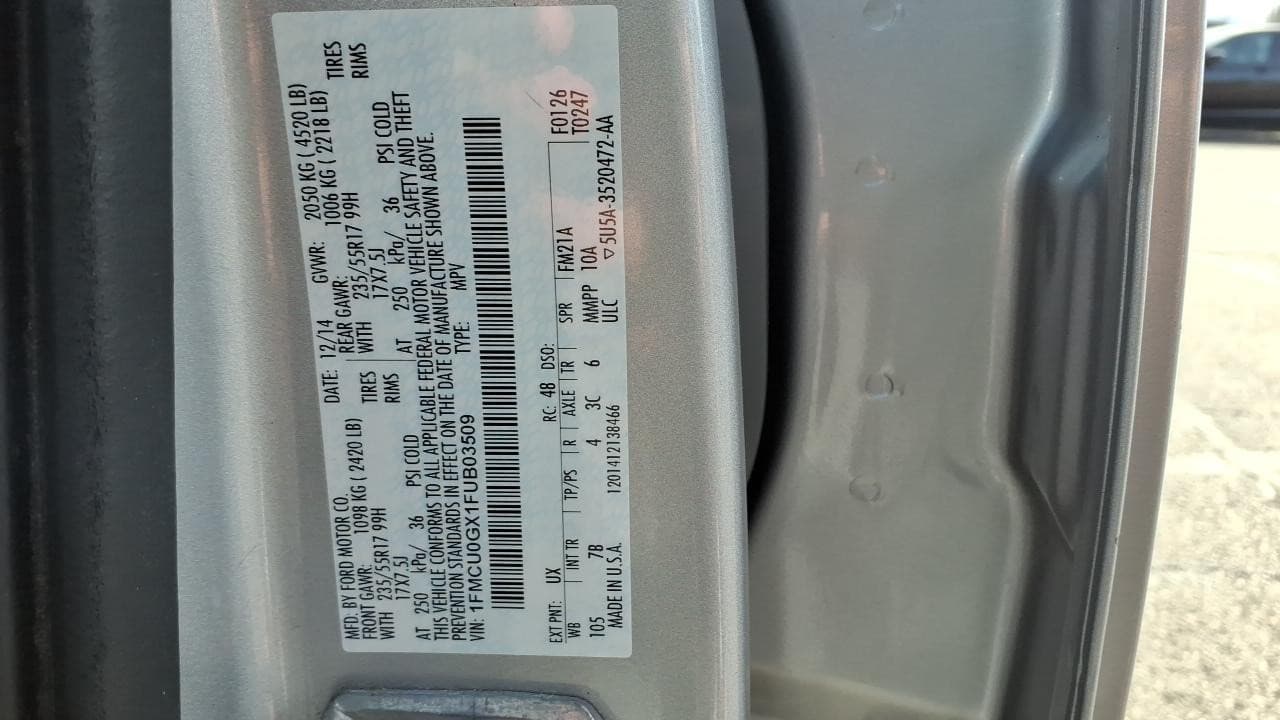 MFD. BY FORD MOTOR CO. DATE: 12/14 GVWR: 2050 KG ( 4520 LB)
FRONT GAWR: 1098 KG ( 2420 LB) REAR GAWR: 1006 KG ( 2218 LB)
WITH 235/55R17 99H TIRES WITH 235/55R17 99H TIRES
17X7.5J RIMS 17X7.5J RIMS
AT 250 kPa/ 36 PSI COLD AT 250 kPa/ 36 PSI COLD
THIS VEHICLE CONFORMS TO ALL APPLICABLE FEDERAL MOTOR VEHICLE SAFETY AND THEFT
PREVENTION STANDARDS IN EFFECT ON THE DATE OF MANUFACTURE SHOWN ABOVE.
VIN: 1FMCU0GX1FUB03509 TYPE: MPV
EXT PNT: UX RC: 48 DSO: F0126
WB INT TR TP/PS R AXLE TR SPR FM21A T0247
105 7B 4 3C 6 MMPP 10A
MADE IN U.S.A. 1201412138466 ULC ▽5U5A-3520472-AA